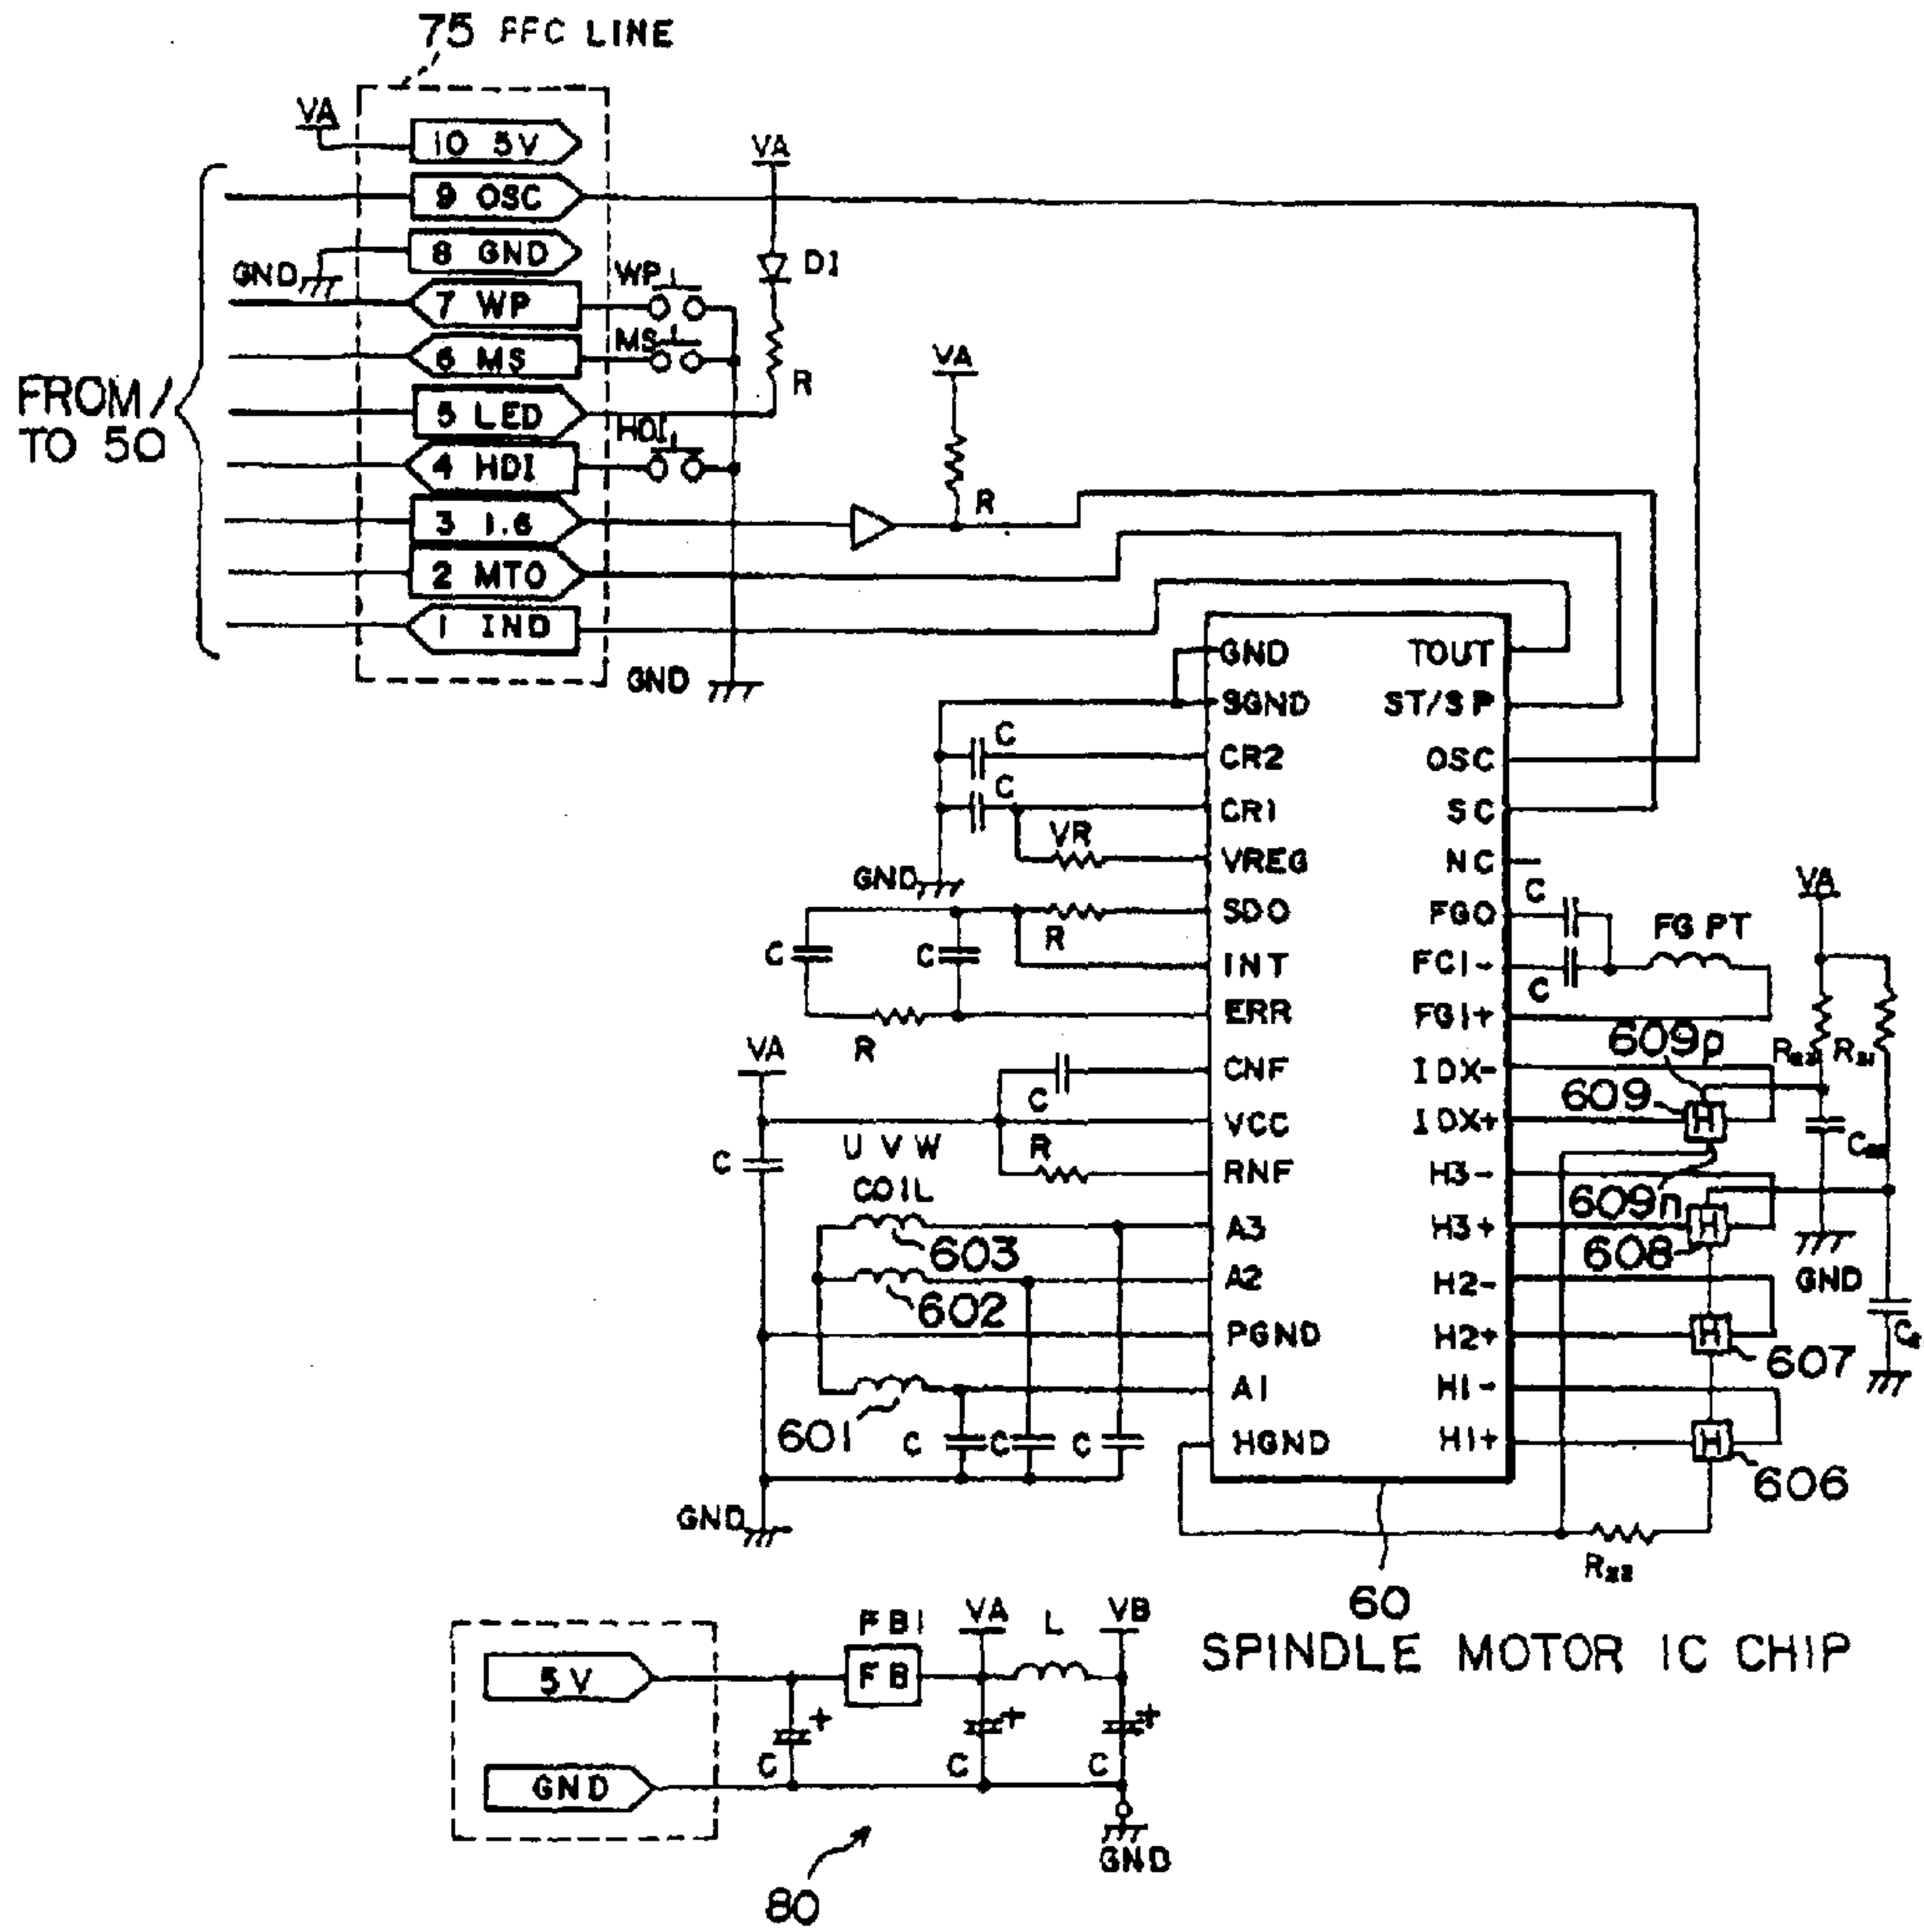 75 FFC LINE
VA
10 5V
9 OSC
8 GND
GND
7 WP
6 MS
5 LED
4 HDI
3 1.6
2 MTO
1 IND
FROM/
TO 50
WP
MS
HDI
VA
D1
R
VA
R
GND
GND
SGND
CR2
CR1
VREG
SDO
INT
ERR
CNF
VCC
RNF
A3
A2
PGND
A1
HGND
TOUT
ST/SP
OSC
SC
NC
FGO
FCI-
FGI+
IDX-
IDX+
H3-
H3+
H2-
H2+
H1-
H1+
C
C
VR
GND
R
C
C
R
VA
C
R
C
U V W
COIL
603
602
601
C
C
C
GND
C
C
FG PT
VA
609p
609
H
609n
H
608
GND
H
607
H
606
60
SPINDLE MOTOR IC CHIP
5V
GND
FB1
FB
VA
L
VB
+
+
+
C
C
C
GND
80